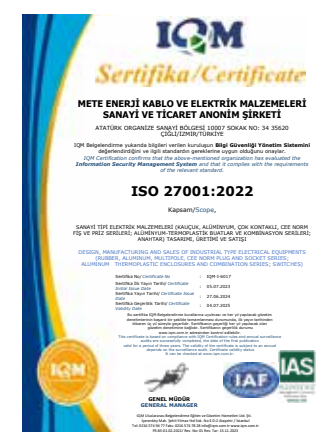 IQM
Sertifika/Certificate
METE ENERJİ KABLO VE ELEKTRİK MALZEMELERİ
SANAYİ VE TİCARET ANONİM ŞİRKETİ
ATATÜRK ORGANİZE SANAYİ BÖLGESİ 10007 SOKAK NO: 34 35620
ÇİĞLİ/İZMİR/TÜRKİYE
IQM Belgelendirme yukarıda bilgileri verilen kuruluşun Bilgi Güvenliği Yönetim Sistemini
değerlendirdiğini ve ilgili standardın gereklerine uygun olduğunu onaylar.
IQM Certification confirms that the above-mentioned organization has evaluated the
Information Security Management System and that it complies with the requirements
of the relevant standard.
ISO 27001:2022
Kapsam/Scope,
SANAYİ TİPİ ELEKTRİK MALZEMELERİ (KAUÇUK, ALÜMİNYUM, ÇOK KONTAKLI, CEE NORM
FİŞ VE PRİZ SERİLERİ; ALÜMİNYUM-TERMOPLASTİK BUATLAR VE KOMBİNASYON SERİLERİ;
ANAHTAR) TASARIMI, ÜRETİMİ VE SATIŞI
DESIGN, MANUFACTURING AND SALES OF INDUSTRIAL TYPE ELECTRICAL EQUIPMENTS
(RUBBER, ALUMINUM, MULTIPOLE, CEE NORM PLUG AND SOCKET SERIES;
ALUMINUM THERMOPLASTIC ENCLOSURES AND COMBINATION SERIES; SWITCHES)
Sertifika No/ Certificate No : IQM-I-6017
Sertifika İlk Yayın Tarihi/ Certificate
Initial Issue Date : 05.07.2023
Sertifika Yayın Tarihi/ Certificate Issue
Date : 27.06.2024
Sertifika Geçerlilik Tarihi/ Certificate
Validity Date : 04.07.2025
IQM
IAF
IAS
GENEL MÜDÜR
GENERAL MANAGER